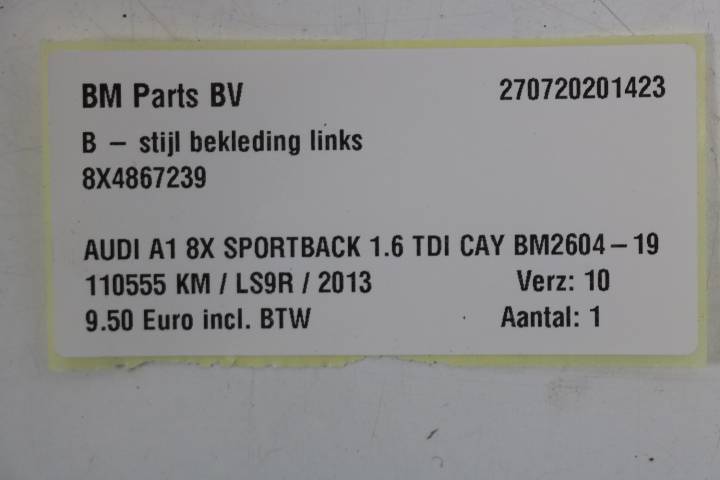 BM Parts BV 270720201423
B – stijl bekleding links
8X4867239
AUDI A1 8X SPORTBACK 1.6 TDI CAY BM2604 – 19
110555 KM / LS9R / 2013 Verz: 10
9.50 Euro incl. BTW Aantal: 1